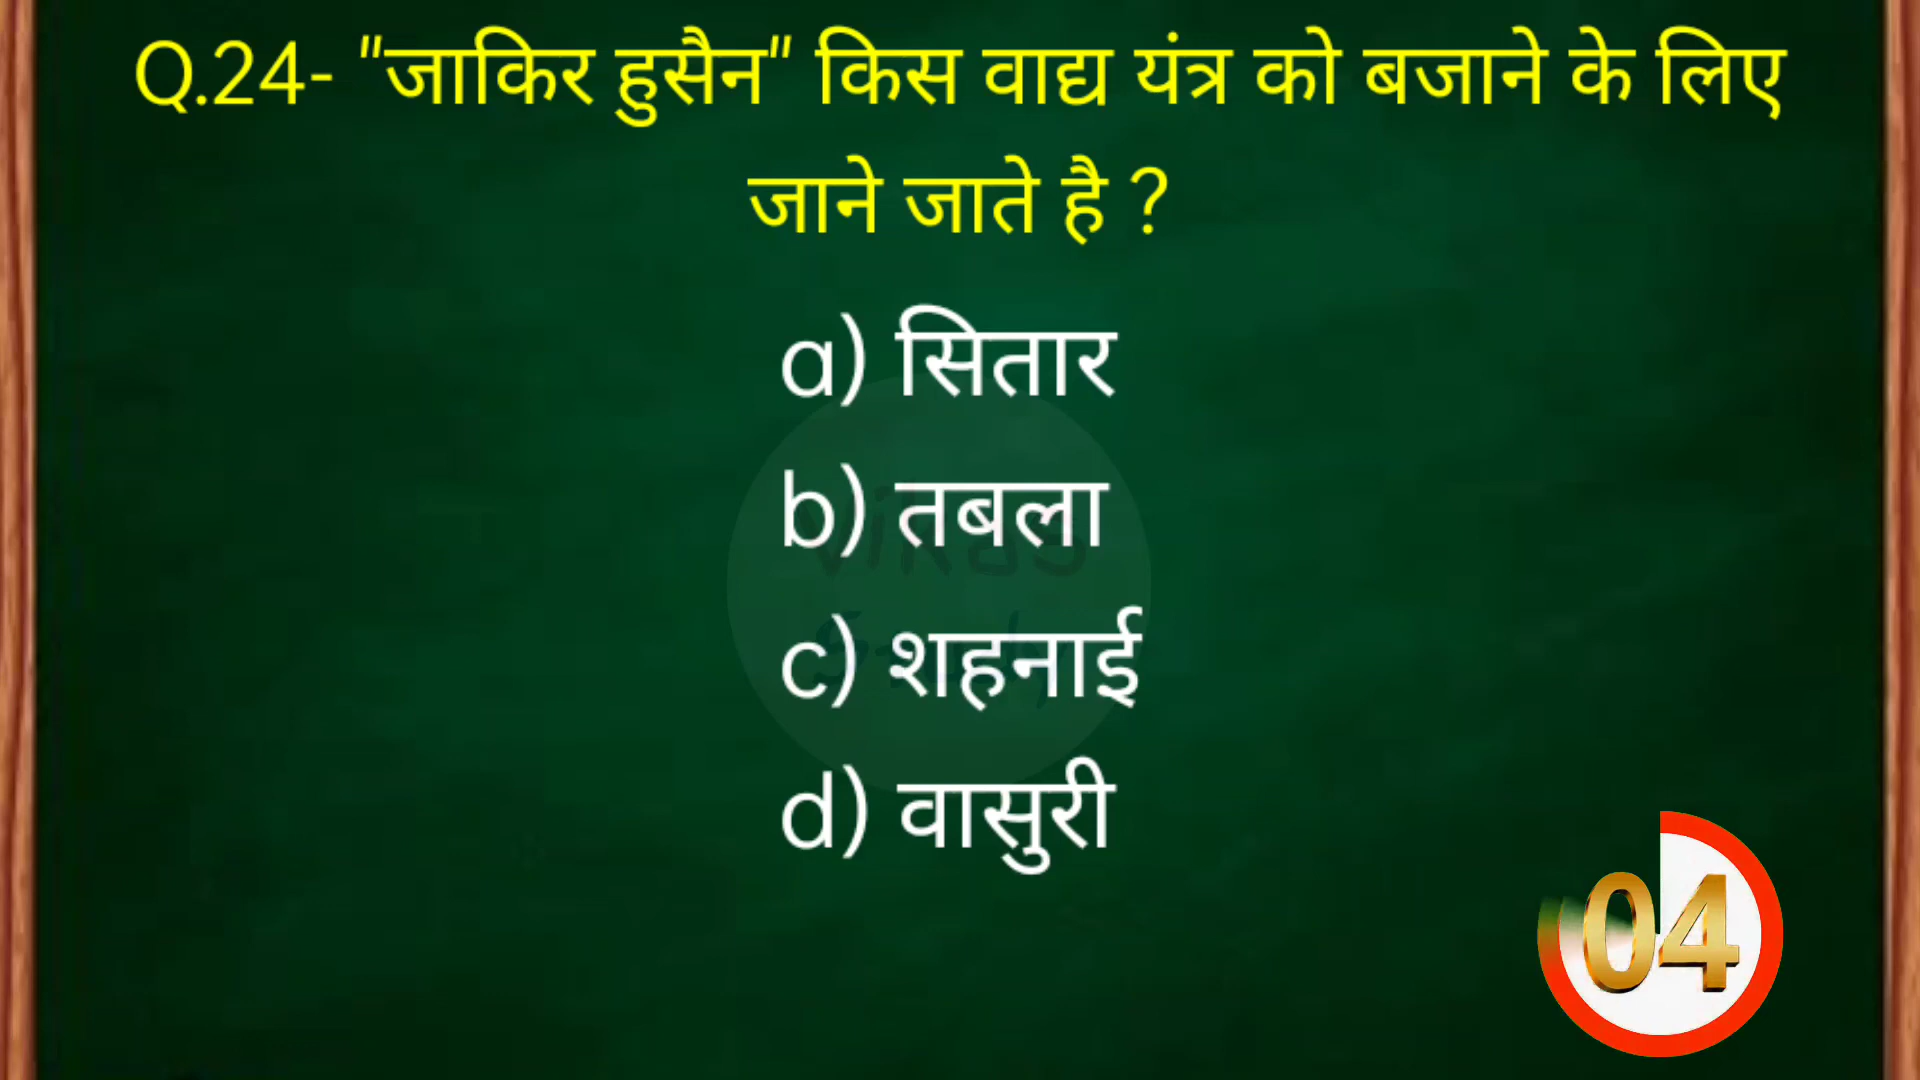 Q.24- "जाकिर हुसैन" किस वाद्य यंत्र को बजाने के लिए
जाने जाते है ?
a) सितार
b) तबला
c) शहनाई
d) वासुरी
04